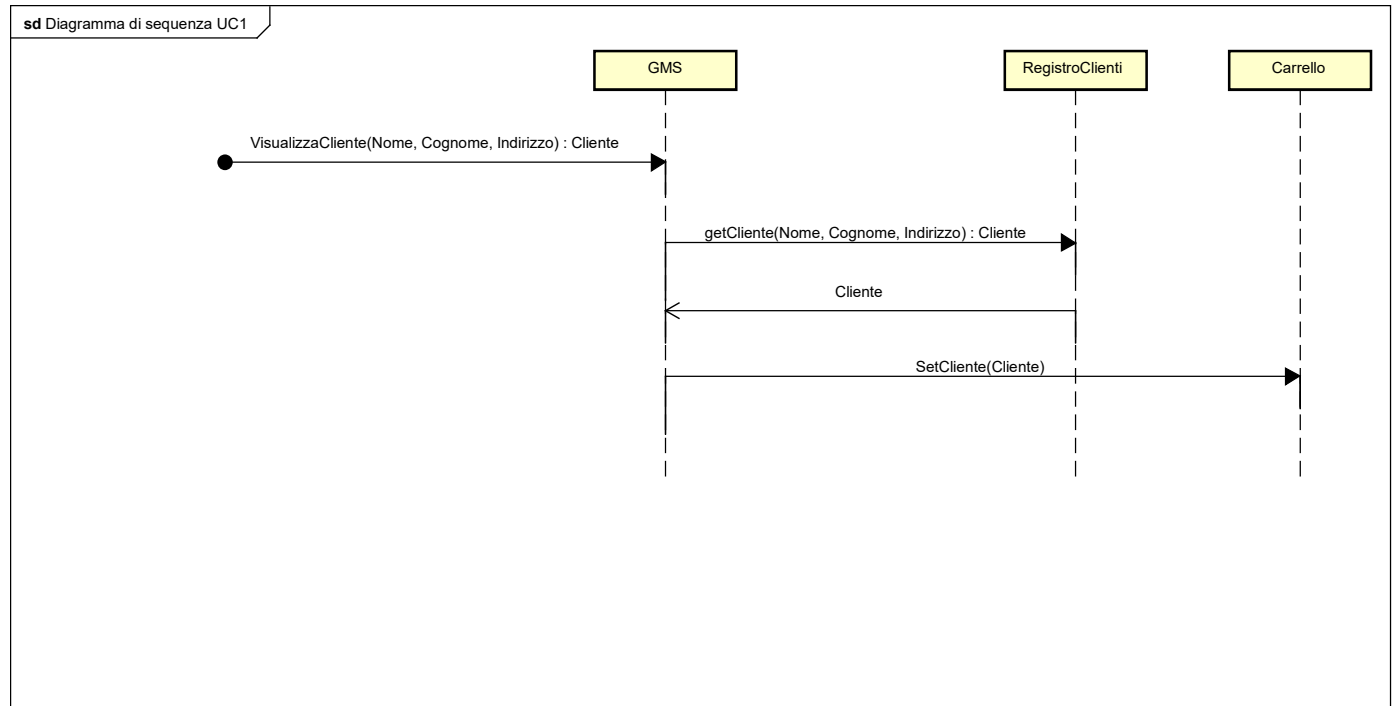 sd Diagramma di sequenza UC1
GMS
RegistroClienti
Carrello
VisualizzaCliente(Nome, Cognome, Indirizzo) : Cliente
getCliente(Nome, Cognome, Indirizzo) : Cliente
Cliente
SetCliente(Cliente)